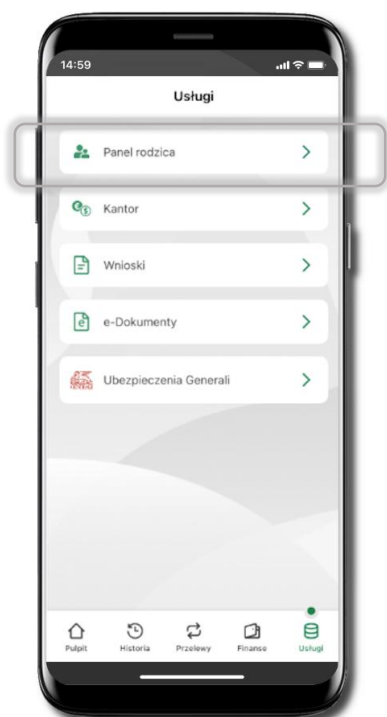 14:59
Usługi
Panel rodzica
Kantor
Wnioski
e-Dokumenty
Ubezpieczenia Generali
Pulpit Historia Przelewy Finanse Usługi